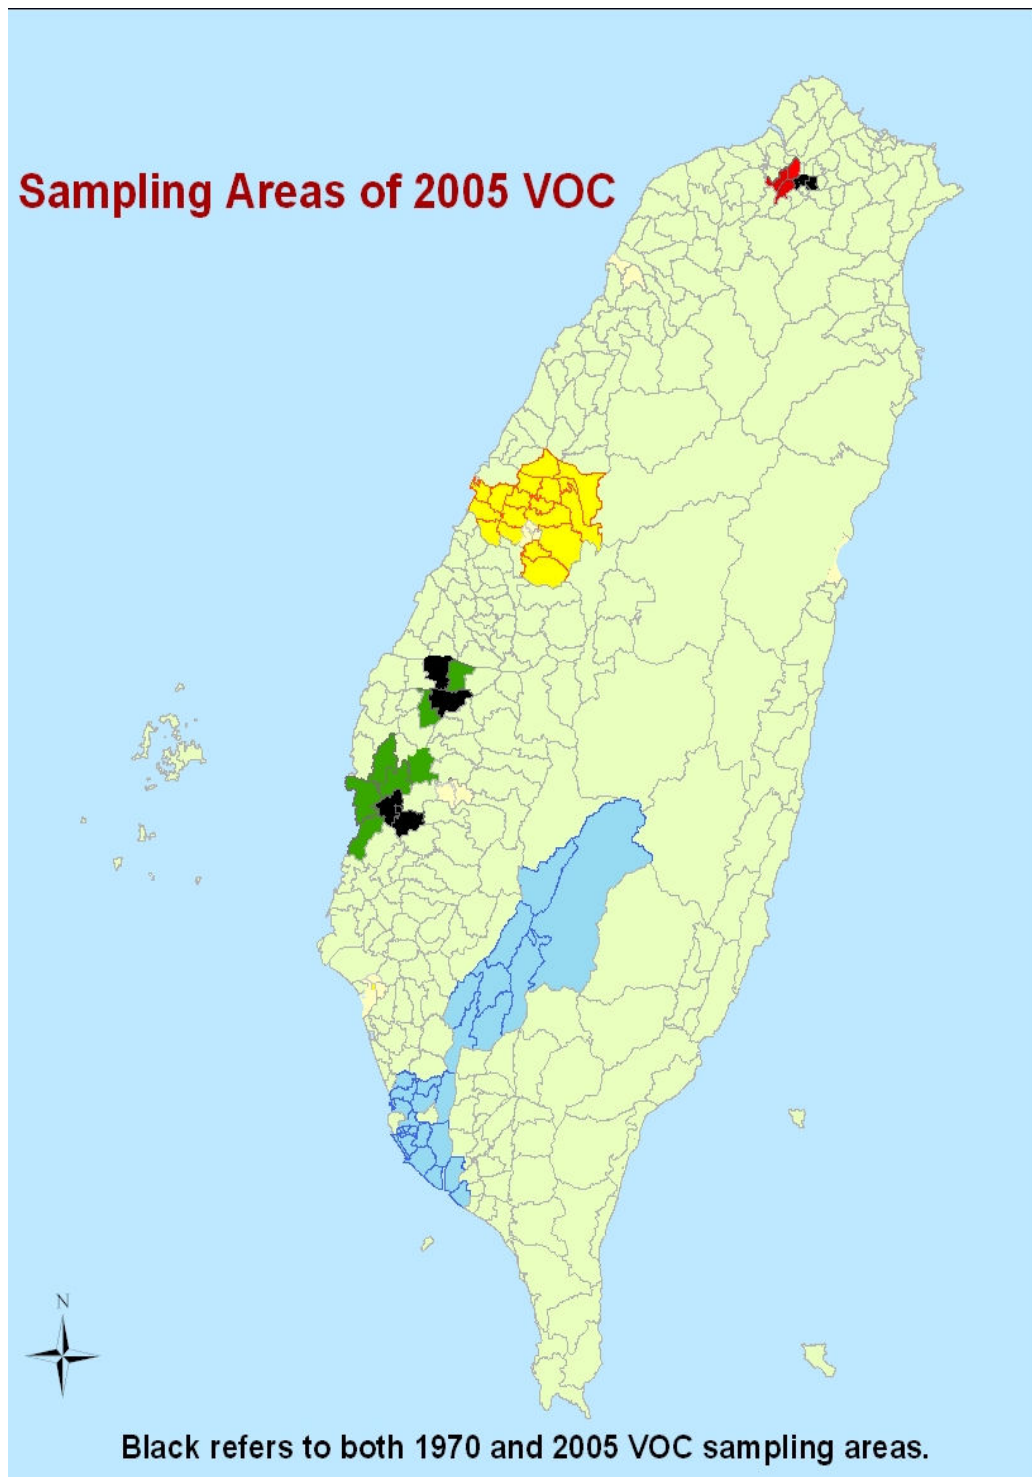 Sampling Areas of 2005 VOC
N
Black refers to both 1970 and 2005 VOC sampling areas.